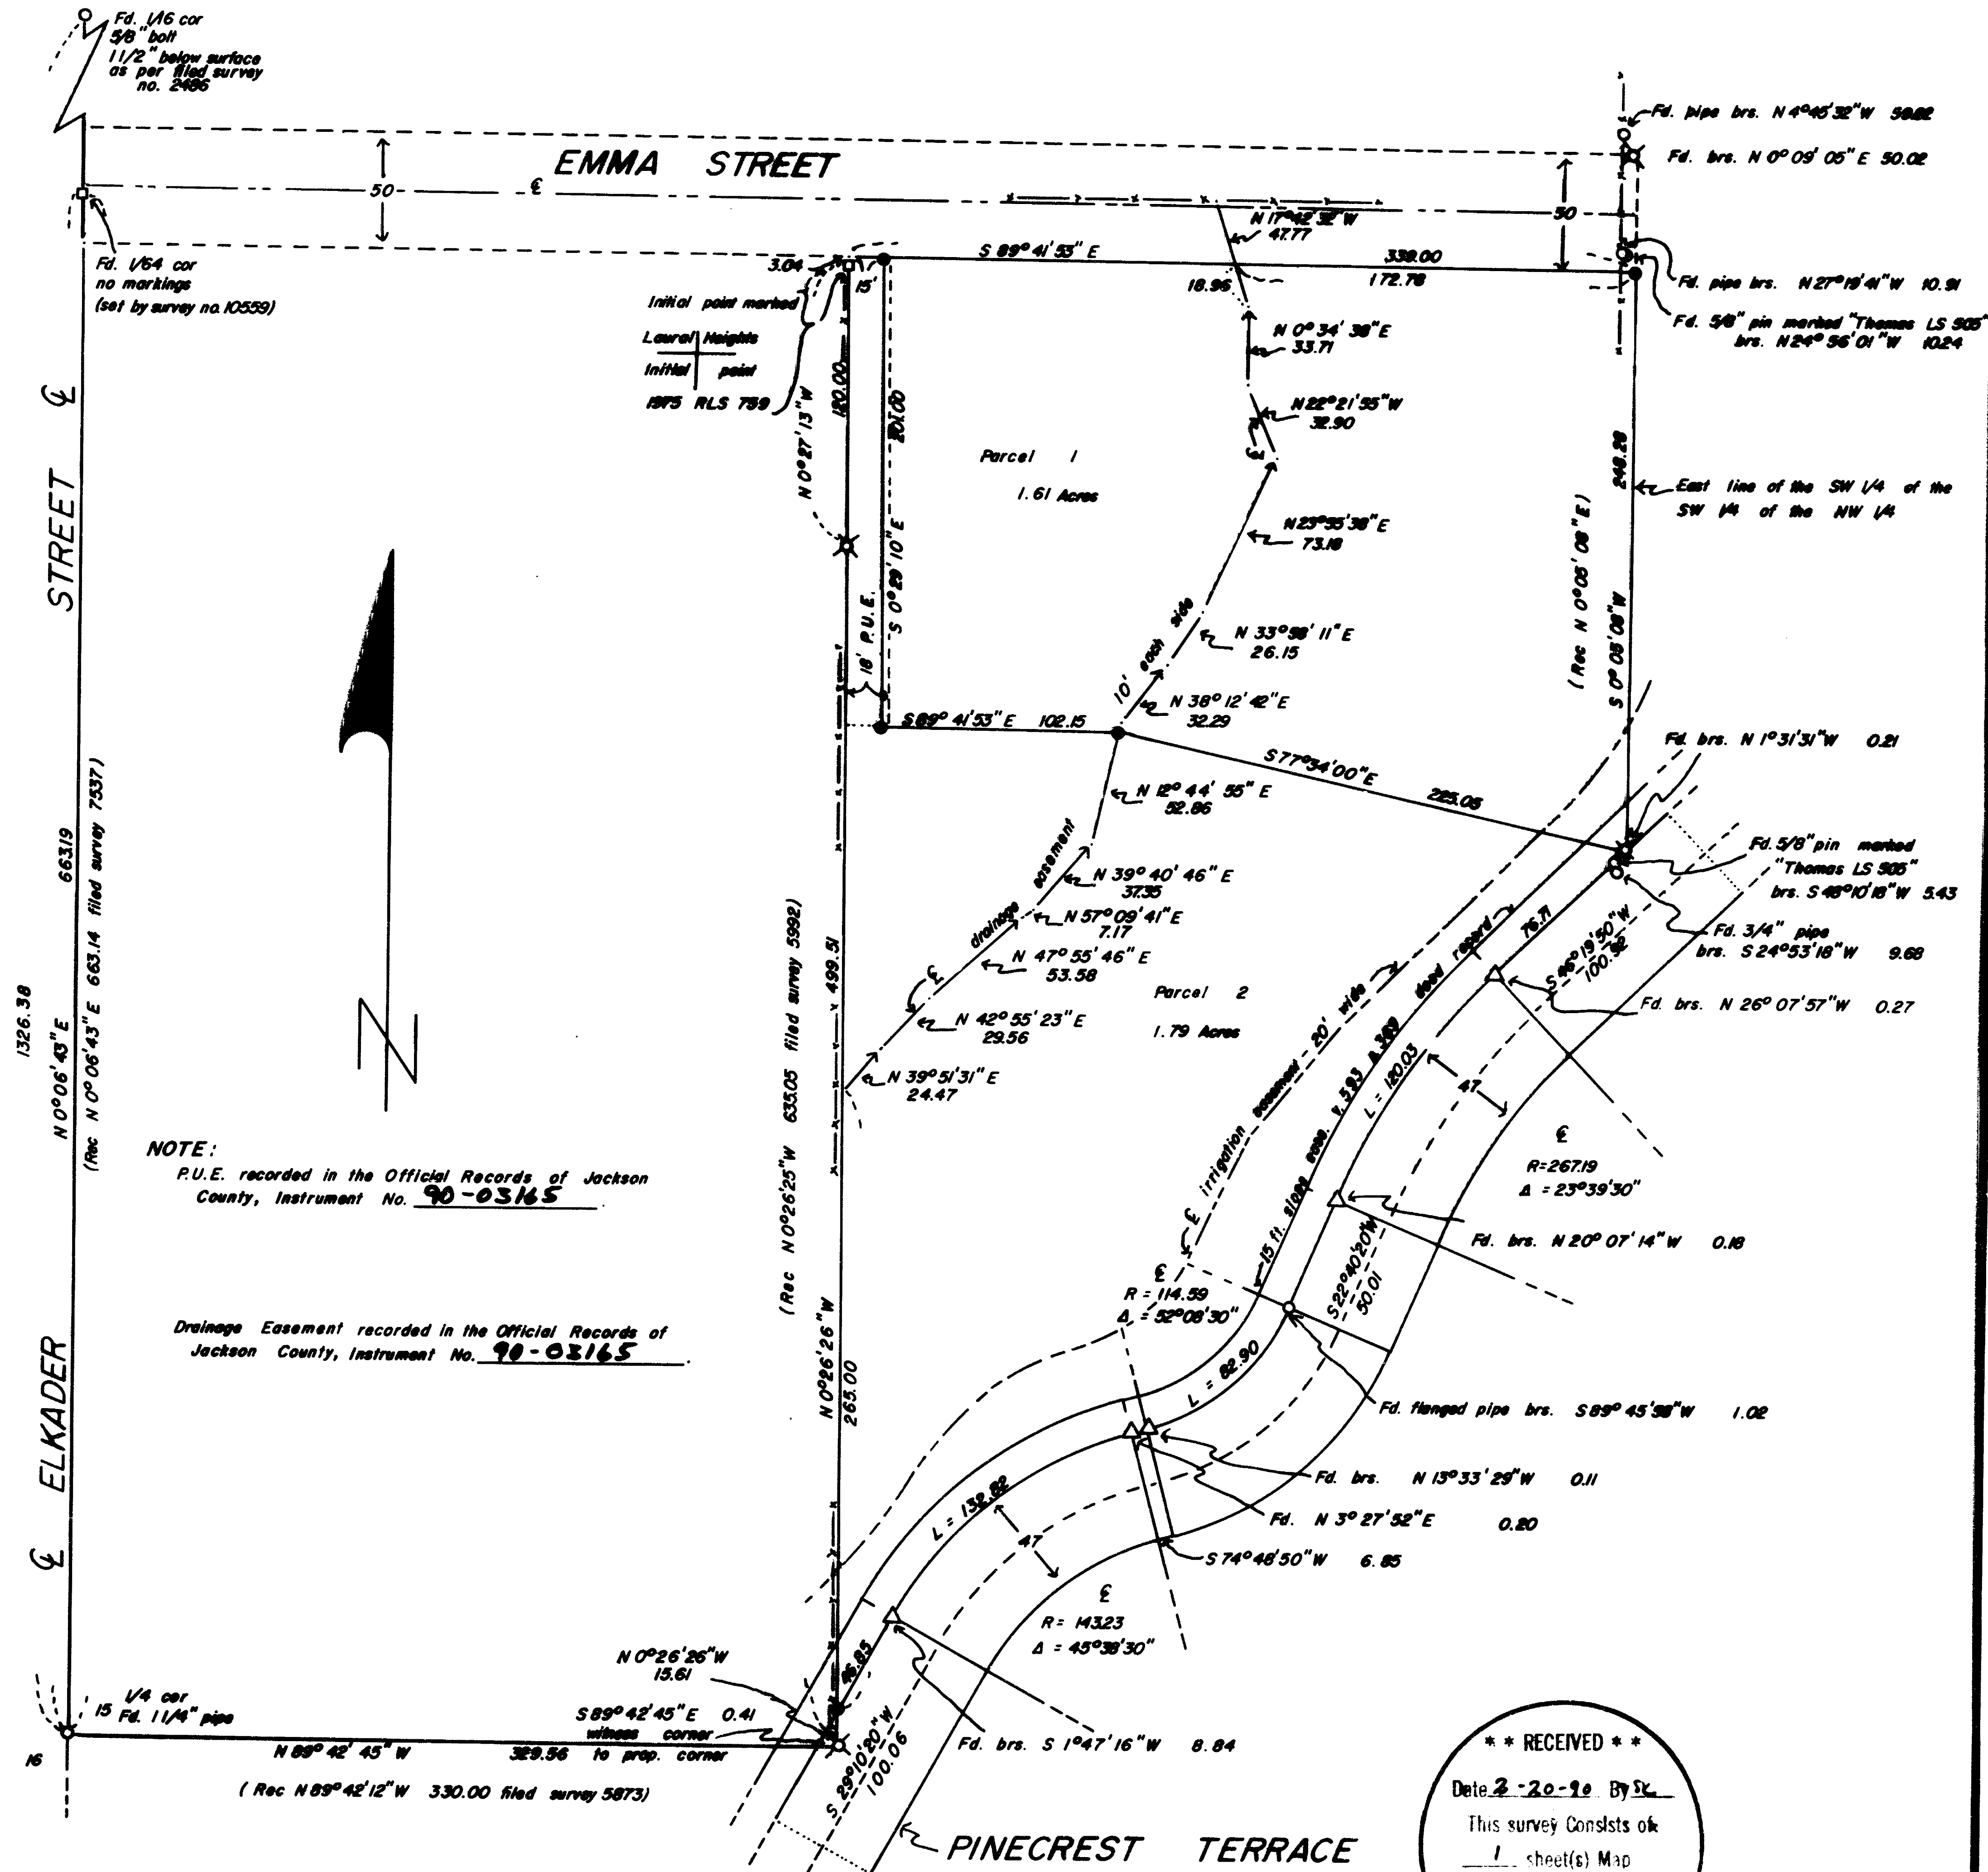 Fd. 1/16 cor
5/8" bolt
1 1/2" below surface
as per filed survey
no. 2486
EMMA STREET
50
Fd. pipe brs. N 4°45'32"W
Fd. brs. N 0° 09' 05" E 50.02
50
N 17°42'32"W
47.77
S 89° 41' 53" E
339.00
3.04
15'
18.96
172.78
Fd. pipe brs. N 27°19'41"W 10.91
Fd. 5/8" pin marked "Thomas LS 505"
brs. N24° 56' 01" W 10.24
Fd. 1/64 cor
no markings
(set by survey no. 10559)
Initial point marked
Laural Heights
Initial point
1975 RLS 759
N 0° 34' 38" E
33.71
120.00
201.00
N 0° 27' 13" W
N 22° 21' 55" W
32.90
Parcel 1
1.61 Acres
248.28
East line of the SW 1/4 of the
SW 1/4 of the NW 1/4
N 23°55'38" E
73.18
S 0° 29' 10" E
(Rec N 0° 05' 08" E)
S 0° 05' 08" W
18' P.U.E.
10' each side
N 33° 58' 11" E
26.15
N 38° 12' 42" E
32.29
S 89° 41' 53" E 102.15
S 77°34'00" E
225.05
Fd. brs. N 1° 31' 31" W 0.21
N 12° 44' 55" E
52.86
Fd. 5/8" pin marked
"Thomas LS 505"
brs. S 48°10'18"W 5.43
drainage easement
N 39° 40' 46" E
37.35
N 57° 09' 41" E
7.17
N 47° 55' 46" E
53.58
Fd. 3/4" pipe
brs. S 24°53'18"W 9.68
76.71
S 46°19'50"W
100.92
Parcel 2
1.79 Acres
Fd. brs. N 26° 07' 57" W 0.27
N 42° 55' 23" E
29.56
N 39° 51' 31" E
24.47
STREET
66319
N 0° 06' 43" E
(Rec N 0° 06' 43" E 663.14 filed survey 7537)
1326.38
499.51
(Rec N 0°26'25"W 635.05 filed survey 5992)
N 0° 26' 26" W
265.00
N
NOTE:
P.U.E. recorded in the Official Records of Jackson
County, Instrument No. 90-03165
Drainage Easement recorded in the Official Records of
Jackson County, Instrument No. 90-03165
irrigation easement - 20' wide
15 ft. slope ease. deed record
L = 120.03
47
R=267.19
Δ = 23°39'30"
Fd. brs. N 20° 07' 14" W 0.18
S 22°40'20"W
50.01
R = 114.59
Δ = 52°08'30"
L = 82.90
Fd. flanged pipe brs. S 89° 45'58"W 1.02
Fd. brs. N 13° 33' 29" W 0.11
Fd. N 3° 27' 52" E 0.20
S 74° 48' 50" W 6.85
L = 132.82
47
R = 143.23
Δ = 45°38'30"
ELKADER
1/4 cor
Fd. 1 1/4" pipe
15
16
N 0° 26' 26" W
15.61
S 89° 42' 45" E 0.41
witness corner
to prop. corner
N 89° 42' 45" W 329.56
(Rec N 89° 42' 12" W 330.00 filed survey 5873)
S 29°10'20"W
100.06
Fd. brs. S 1° 47' 16" W 8.84
PINECREST TERRACE
* * RECEIVED * *
Date 2-20-90 By
This survey Consists of
1 sheet(s) Map